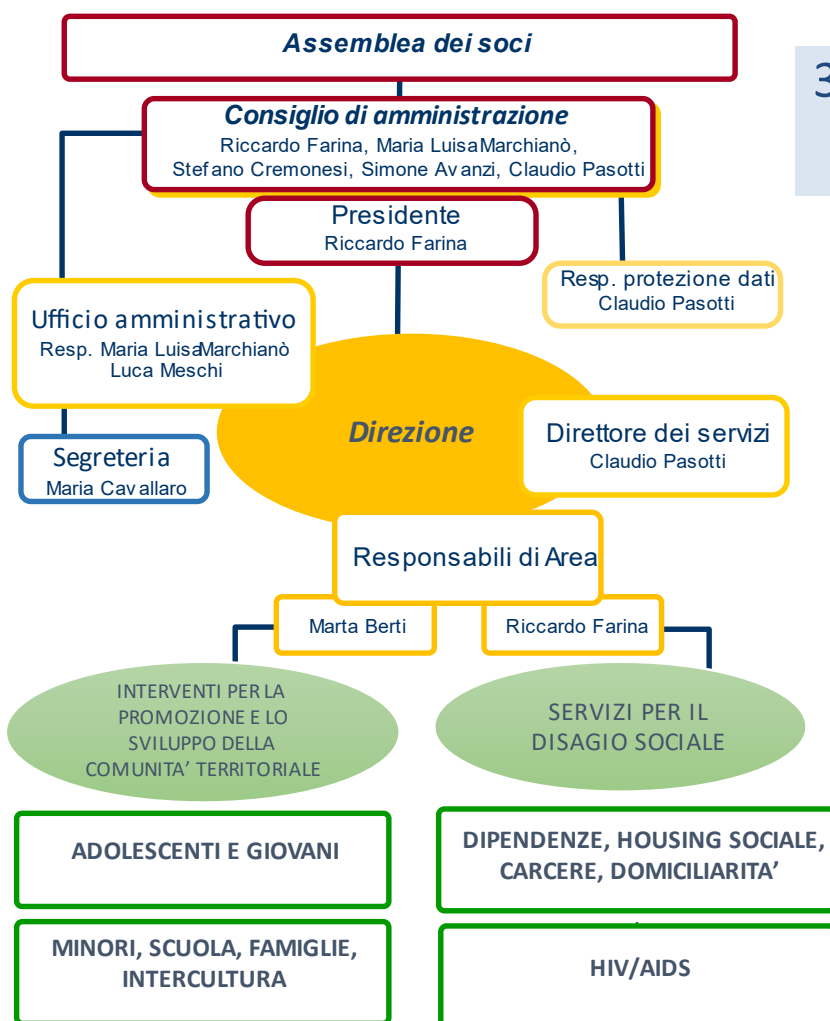 Assemblea dei soci
3
Consiglio di amministrazione
Riccardo Farina, Maria LuisaMarchianò,
Stefano Cremonesi, Simone Avanzi, Claudio Pasotti
Presidente
Riccardo Farina
Resp. protezione dati
Claudio Pasotti
Ufficio amministrativo
Resp. Maria LuisaMarchianò
Luca Meschi
Direzione
Direttore dei servizi
Claudio Pasotti
Segreteria
Maria Cavallaro
Responsabili di Area
Marta Berti
Riccardo Farina
INTERVENTI PER LA
PROMOZIONE E LO
SVILUPPO DELLA
COMUNITA’ TERRITORIALE
SERVIZI PER IL
DISAGIO SOCIALE
ADOLESCENTI E GIOVANI
DIPENDENZE, HOUSING SOCIALE,
CARCERE, DOMICILIARITA’
MINORI, SCUOLA, FAMIGLIE,
INTERCULTURA
HIV/AIDS